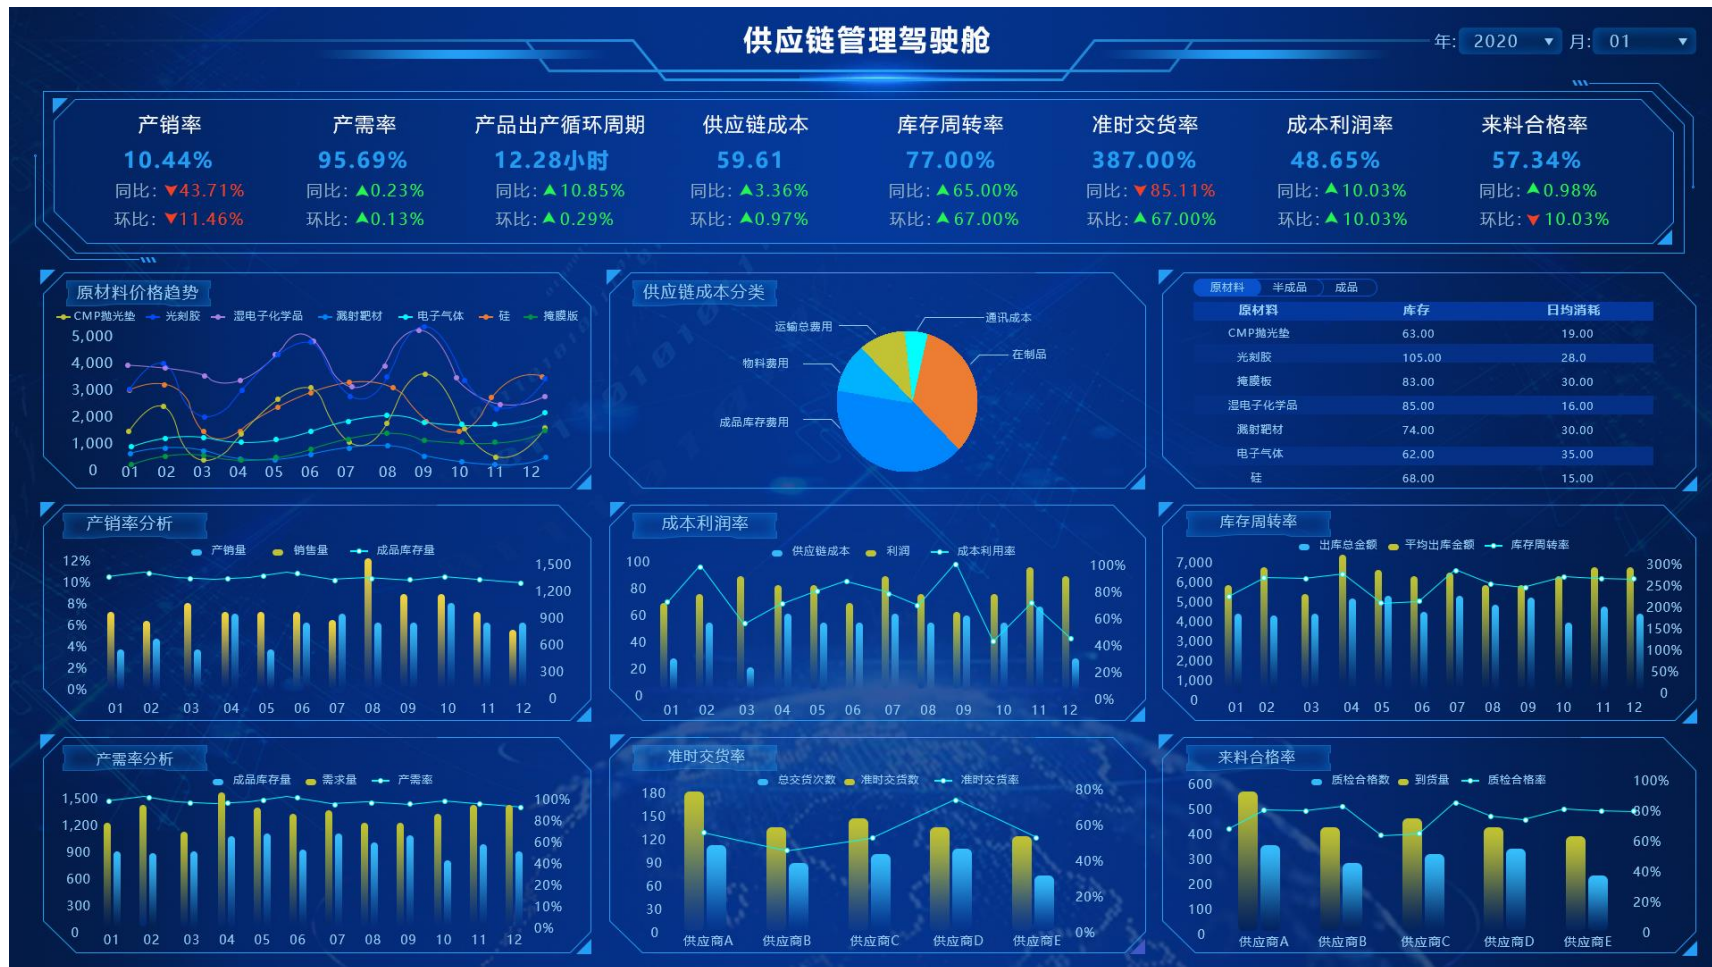 供应链管理驾驶舱
年: 2020 ▼ 月: 01 ▼
产销率 产需率 产品出产循环周期 供应链成本 库存周转率 准时交货率 成本利润率 来料合格率
10.44% 95.69% 12.28小时 59.61 77.00% 387.00% 48.65% 57.34%
同比: ▼43.71% 同比: ▲0.23% 同比: ▲10.85% 同比: ▲3.36% 同比: ▲65.00% 同比: ▼85.11% 同比: ▲10.03% 同比: ▲0.98%
环比: ▼11.46% 环比: ▲0.13% 环比: ▲0.29% 环比: ▲0.97% 环比: ▲67.00% 环比: ▲67.00% 环比: ▲10.03% 环比: ▼10.03%
原材料价格趋势
CMP抛光垫 光刻胶 湿电子化学品 溅射靶材 电子气体 硅 掩膜版
5,000
4,000
3,000
2,000
1,000
0
01 02 03 04 05 06 07 08 09 10 11 12
供应链成本分类
运输总费用
通讯成本
在制品
物料费用
成品库存费用
原材料 半成品 成品
原材料 库存 日均消耗
CMP抛光垫 63.00 19.00
光刻胶 105.00 28.0
掩膜板 83.00 30.00
湿电子化学品 85.00 16.00
溅射靶材 74.00 30.00
电子气体 62.00 35.00
硅 68.00 15.00
产销率分析
产销量 销售量 成品库存量
12%
10%
8%
6%
4%
2%
0%
1,500
1,200
900
600
300
0
01 02 03 04 05 06 07 08 09 10 11 12
成本利润率
供应链成本 利润 成本利用率
100
80
60
40
20
0
100%
80%
60%
40%
20%
0%
01 02 03 04 05 06 07 08 09 10 11 12
库存周转率
出库总金额 平均出库金额 库存周转率
7,000
6,000
5,000
4,000
3,000
2,000
1,000
0
300%
250%
200%
150%
100%
50%
0
01 02 03 04 05 06 07 08 09 10 11 12
产需率分析
成品库存量 需求量 产需率
1,500
1,200
900
600
300
0
100%
80%
60%
40%
20%
10%
0%
01 02 03 04 05 06 07 08 09 10 11 12
准时交货率
总交货次数 准时交货数 准时交货率
180
150
120
90
60
30
0
80%
60%
40%
20%
0%
供应商A 供应商B 供应商C 供应商D 供应商E
来料合格率
质检合格数 到货量 质检合格率
600
500
400
300
200
100
0
100%
80%
60%
40%
20%
0
供应商A 供应商B 供应商C 供应商D 供应商E